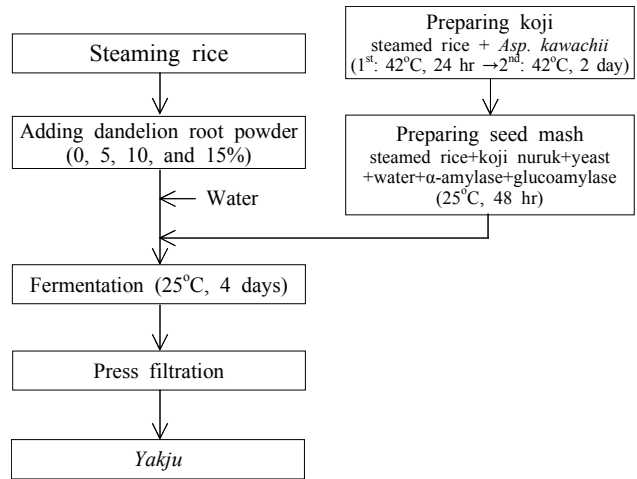 Steaming rice
Adding dandelion root powder
(0, 5, 10, and 15%)
Water
Preparing koji
steamed rice + Asp. kawachii
(1st: 42°C, 24 hr →2nd: 42°C, 2 day)
Preparing seed mash
steamed rice+koji nuruk+yeast
+water+α-amylase+glucoamylase
(25°C, 48 hr)
Fermentation (25°C, 4 days)
Press filtration
Yakju